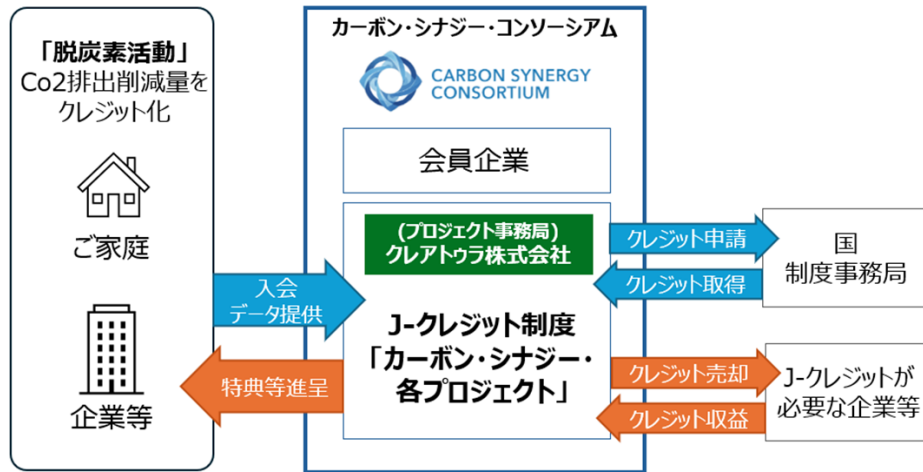 「脱炭素活動」
Co2排出削減量を
クレジット化
ご家庭
企業等
入会
データ提供
特典等進呈
カーボン・シナジー・コンソーシアム
CARBON SYNERGY
CONSORTIUM
会員企業
(プロジェクト事務局)
クレアトゥラ株式会社
J-クレジット制度
「カーボン・シナジー・
各プロジェクト」
クレジット申請
クレジット取得
国
制度事務局
クレジット売却
クレジット収益
J-クレジットが
必要な企業等